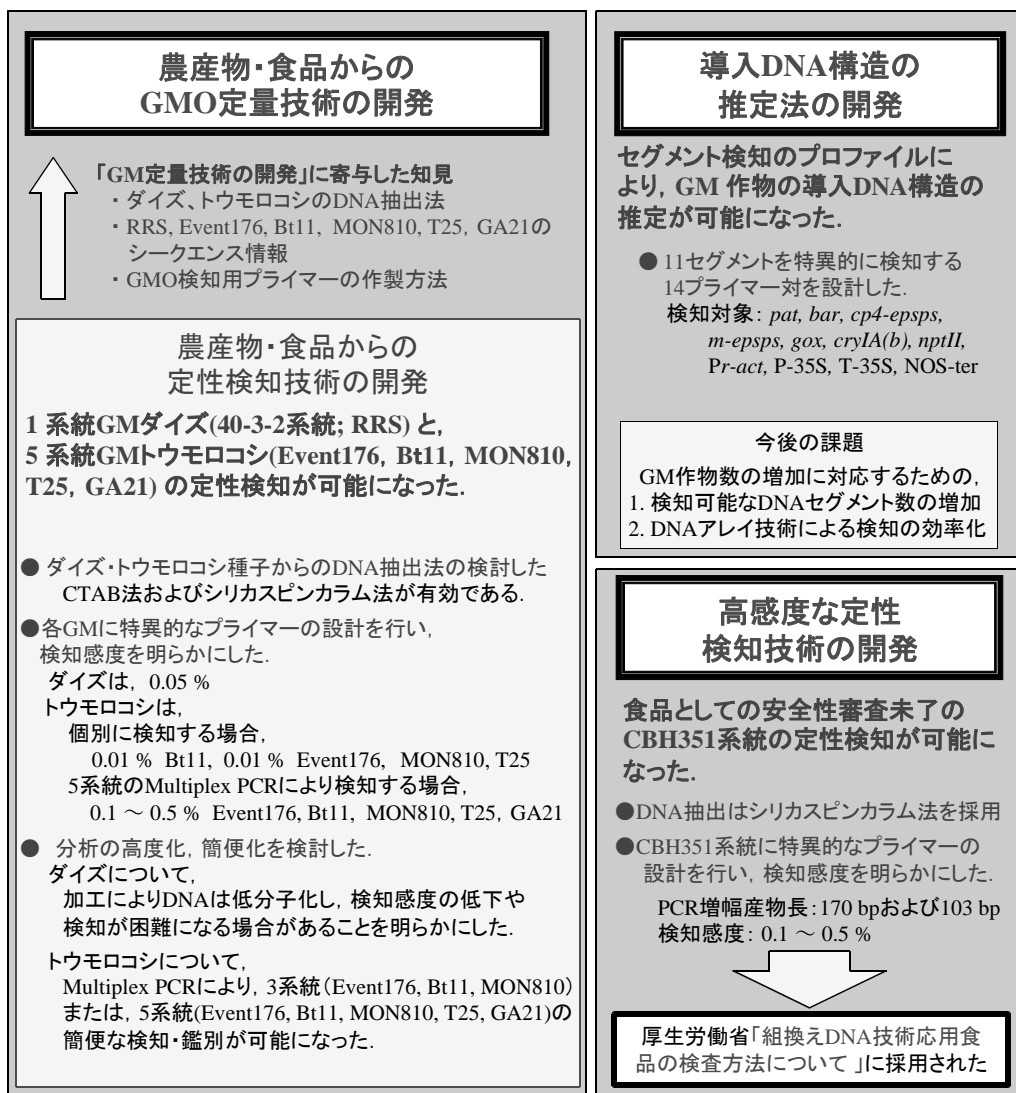 農産物・食品からの
GMO定量技術の開発
「GM定量技術の開発」に寄与した知見
・ダイズ、トウモロコシのDNA抽出法
・RRS, Event176, Bt11, MON810, T25, GA21の
シークエンス情報
・GMO検知用プライマーの作製方法
農産物・食品からの
定性検知技術の開発
1 系統GMダイズ(40-3-2系統; RRS) と,
5 系統GMトウモロコシ(Event176, Bt11, MON810,
T25, GA21) の定性検知が可能になった.
● ダイズ・トウモロコシ種子からのDNA抽出法の検討した
CTAB法およびシリカスピンカラム法が有効である.
●各GMに特異的なプライマーの設計を行い,
検知感度を明らかにした.
ダイズは, 0.05 %
トウモロコシは,
個別に検知する場合,
0.01 % Bt11, 0.01 % Event176, MON810, T25
5系統のMultiplex PCRにより検知する場合,
0.1 ～ 0.5 % Event176, Bt11, MON810, T25, GA21
● 分析の高度化, 簡便化を検討した.
ダイズについて,
加工によりDNAは低分子化し, 検知感度の低下や
検知が困難になる場合があることを明らかにした.
トウモロコシについて,
Multiplex PCRにより, 3系統(Event176, Bt11, MON810)
または, 5系統(Event176, Bt11, MON810, T25, GA21)の
簡便な検知・鑑別が可能になった.
導入DNA構造の
推定法の開発
セグメント検知のプロファイルに
より, GM 作物の導入DNA構造の
推定が可能になった.
● 11セグメントを特異的に検知する
14プライマー対を設計した.
検知対象: pat, bar, cp4-epsps,
m-epsps, gox, cryIA(b), nptII,
Pr-act, P-35S, T-35S, NOS-ter
今後の課題
GM作物数の増加に対応するための,
1. 検知可能なDNAセグメント数の増加
2. DNAアレイ技術による検知の効率化
高感度な定性
検知技術の開発
食品としての安全性審査未了の
CBH351系統の定性検知が可能に
なった.
●DNA抽出はシリカスピンカラム法を採用
●CBH351系統に特異的なプライマーの
設計を行い, 検知感度を明らかにした.
PCR増幅産物長:170 bpおよび103 bp
検知感度: 0.1 ～ 0.5 %
厚生労働省「組換えDNA技術応用食
品の検査方法について 」に採用された